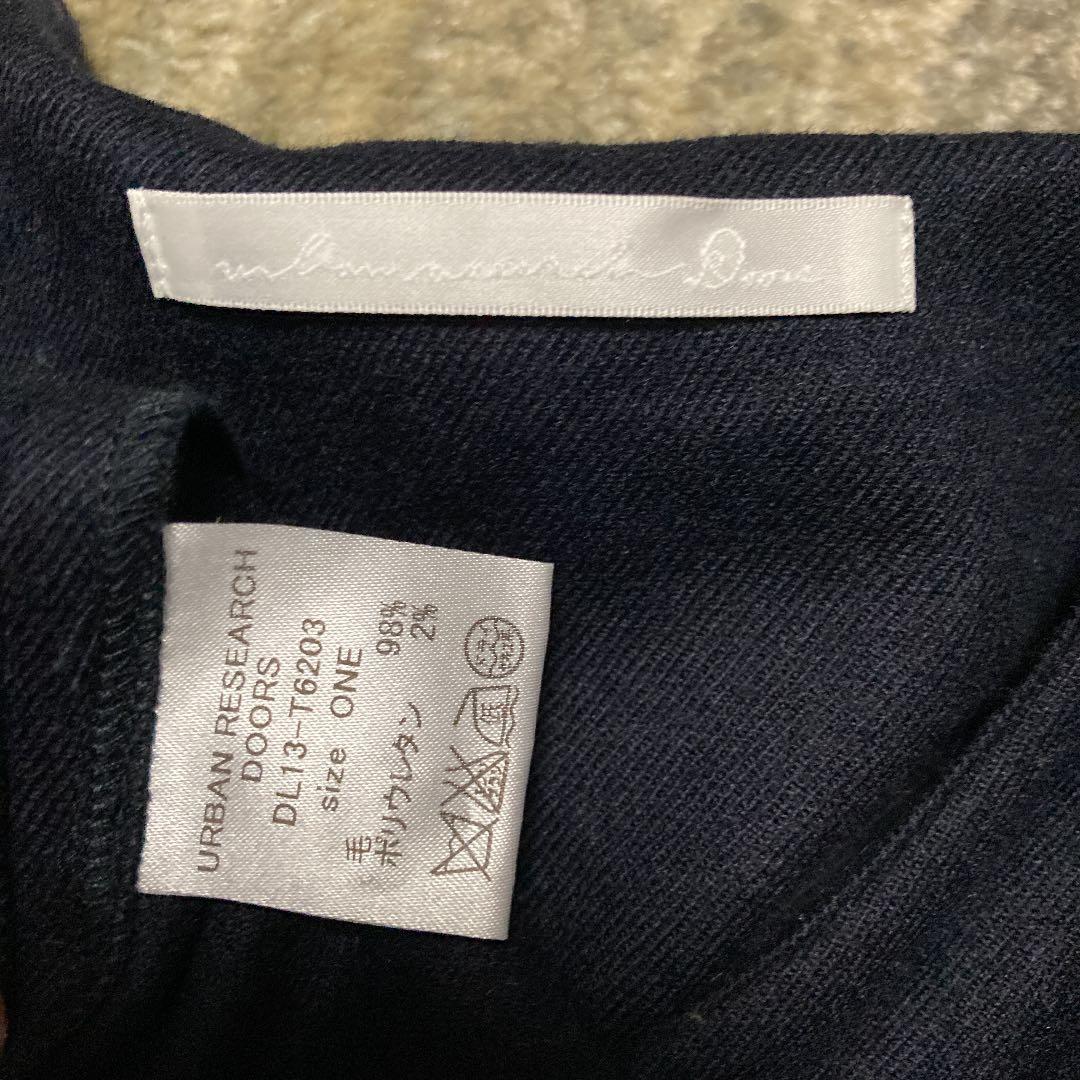 urban research Doors
URBAN RESEARCH
DOORS
DL13-T6203
size ONE
毛 98%
ポリウレタン 2%